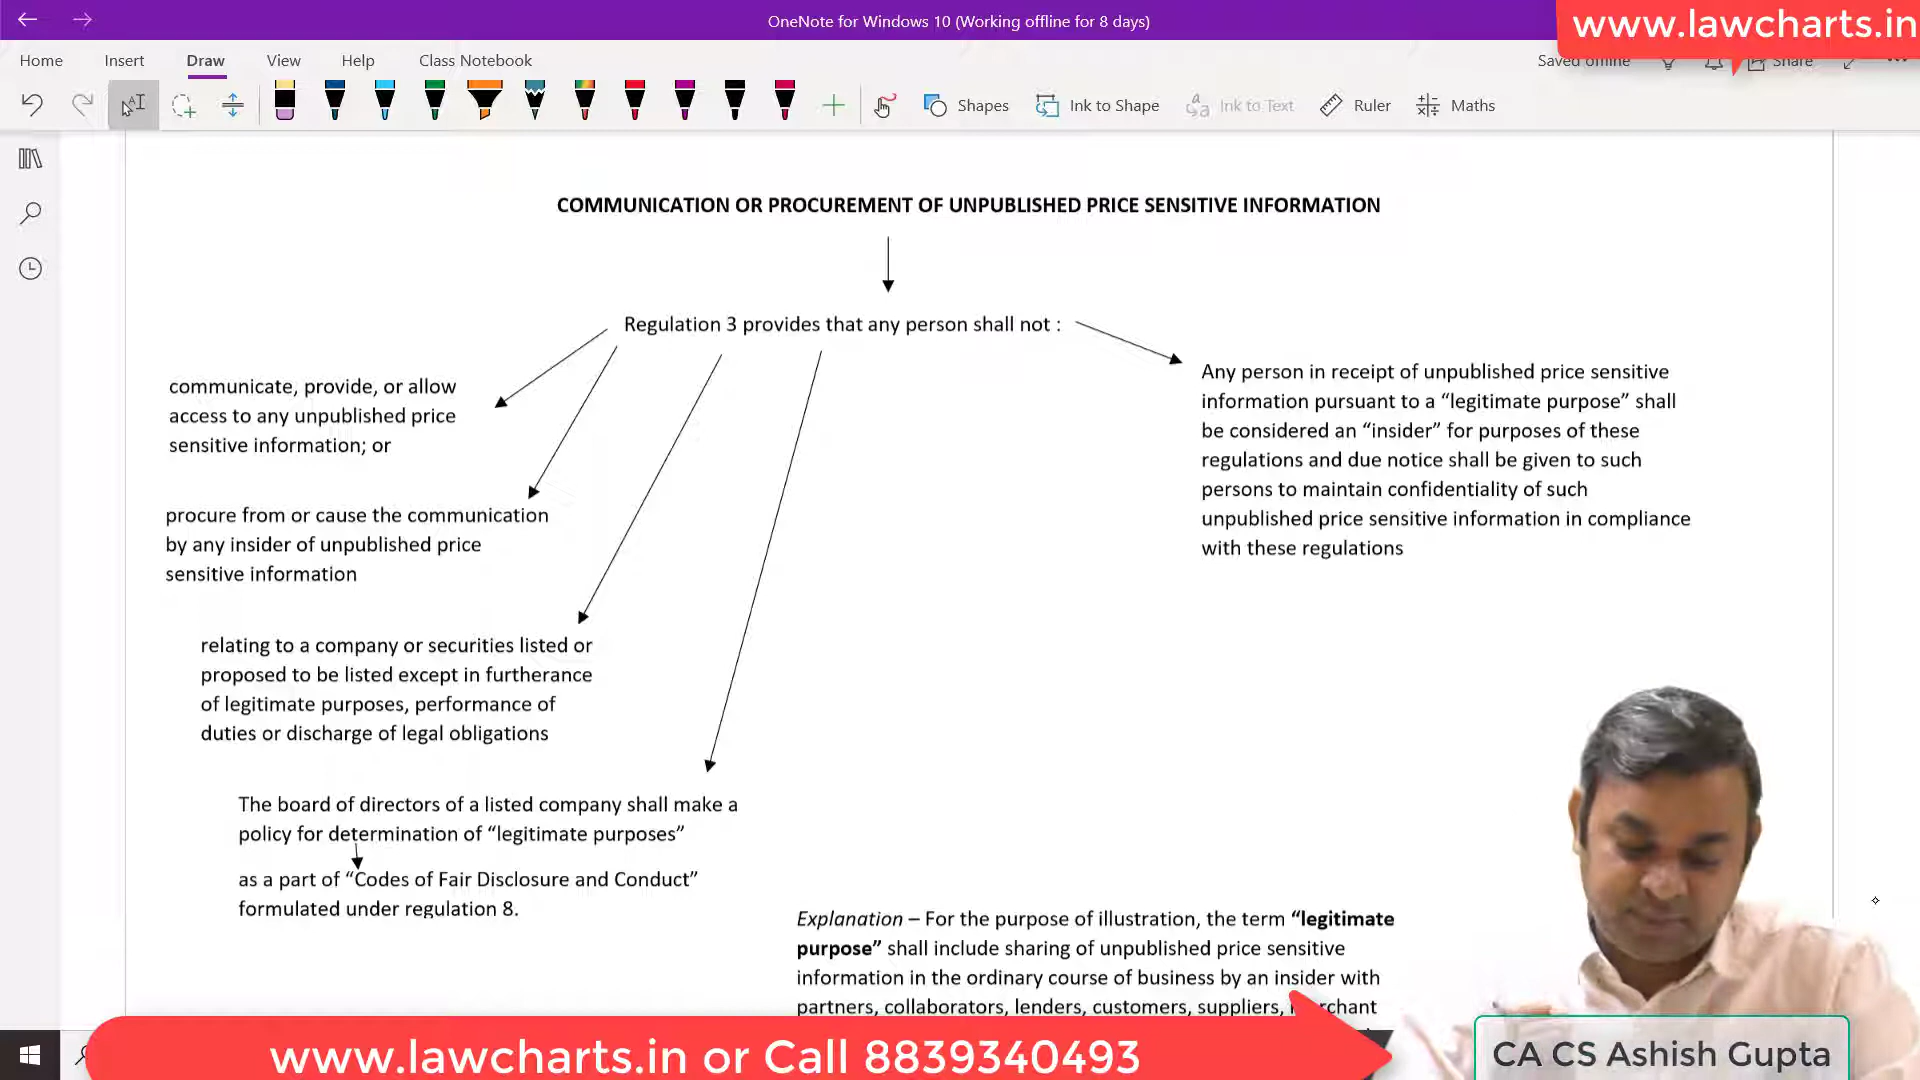 OneNote for Windows 10 (Working offline for 8 days)
www.lawcharts.in
Home Insert Draw View Help Class Notebook
Saved offline Share
Shapes Ink to Shape Ink to Text Ruler Maths
COMMUNICATION OR PROCUREMENT OF UNPUBLISHED PRICE SENSITIVE INFORMATION
Regulation 3 provides that any person shall not :
communicate, provide, or allow
access to any unpublished price
sensitive information; or
procure from or cause the communication
by any insider of unpublished price
sensitive information
relating to a company or securities listed or
proposed to be listed except in furtherance
of legitimate purposes, performance of
duties or discharge of legal obligations
The board of directors of a listed company shall make a
policy for determination of “legitimate purposes”
as a part of “Codes of Fair Disclosure and Conduct”
formulated under regulation 8.
Any person in receipt of unpublished price sensitive
information pursuant to a “legitimate purpose” shall
be considered an “insider” for purposes of these
regulations and due notice shall be given to such
persons to maintain confidentiality of such
unpublished price sensitive information in compliance
with these regulations
Explanation – For the purpose of illustration, the term “legitimate
purpose” shall include sharing of unpublished price sensitive
information in the ordinary course of business by an insider with
partners, collaborators, lenders, customers, suppliers,
www.lawcharts.in or Call 8839340493
CA CS Ashish Gupta